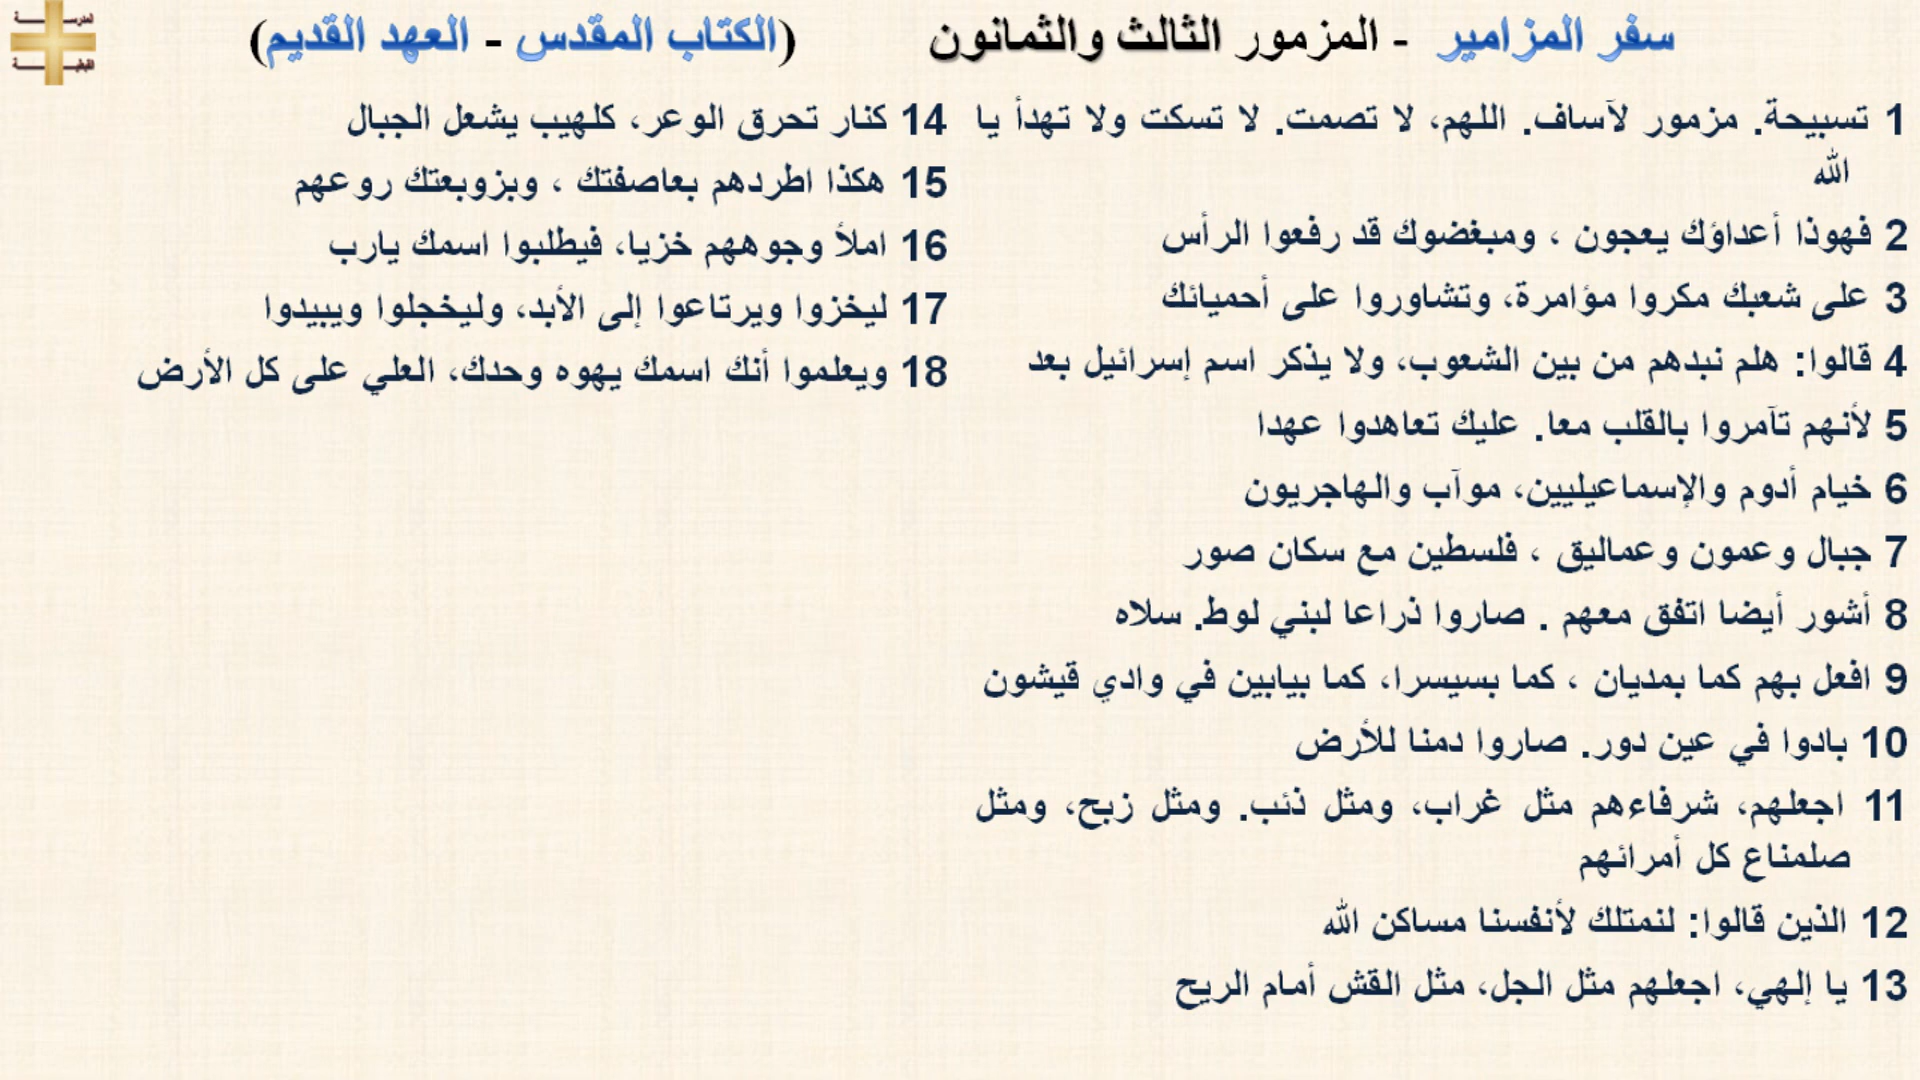 سفر المزامير - المزمور الثالث والثمانون (الكتاب المقدس - العهد القديم)
1 تسبيحة. مزمور لآساف. اللهم، لا تصمت. لا تسكت ولا تهدأ يا
الله
2 فهوذا أعداؤك يعجون ، ومبغضوك قد رفعوا الرأس
3 على شعبك مكروا مؤامرة، وتشاوروا على أحميائك
4 قالوا: هلم نبدهم من بين الشعوب، ولا يذكر اسم إسرائيل بعد
5 لأنهم تآمروا بالقلب معا. عليك تعاهدوا عهدا
6 خيام أدوم والإسماعيليين، موآب والهاجريون
7 جبال وعمون وعماليق ، فلسطين مع سكان صور
8 أشور أيضا اتفق معهم . صاروا ذراعا لبني لوط. سلاه
9 افعل بهم كما بمديان ، كما بسيسرا، كما بيابين في وادي قيشون
10 بادوا في عين دور. صاروا دمنا للأرض
11 اجعلهم، شرفاءهم مثل غراب، ومثل ذئب. ومثل زبح، ومثل
صلمناع كل أمرائهم
12 الذين قالوا: لنمتلك لأنفسنا مساكن الله
13 يا إلهي، اجعلهم مثل الجل، مثل القش أمام الريح
14 كنار تحرق الوعر، كلهيب يشعل الجبال
15 هكذا اطردهم بعاصفتك ، وبزوبعتك روعهم
16 املأ وجوههم خزيا، فيطلبوا اسمك يارب
17 ليخزوا ويرتاعوا إلى الأبد، وليخجلوا ويبيدوا
18 ويعلموا أنك اسمك يهوه وحدك، العلي على كل الأرض